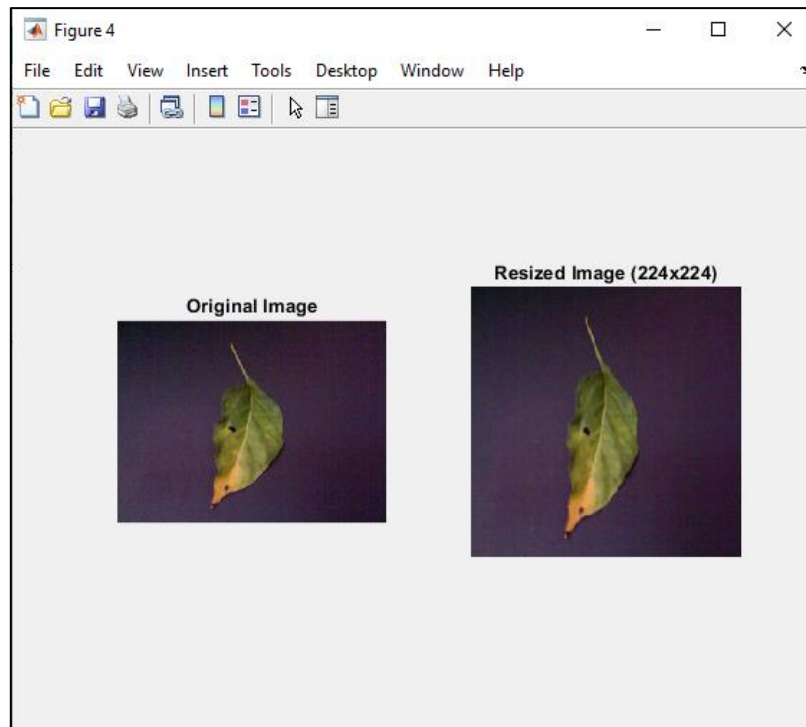 Figure 4
File Edit View Insert Tools Desktop Window Help
Original Image
Resized Image (224x224)